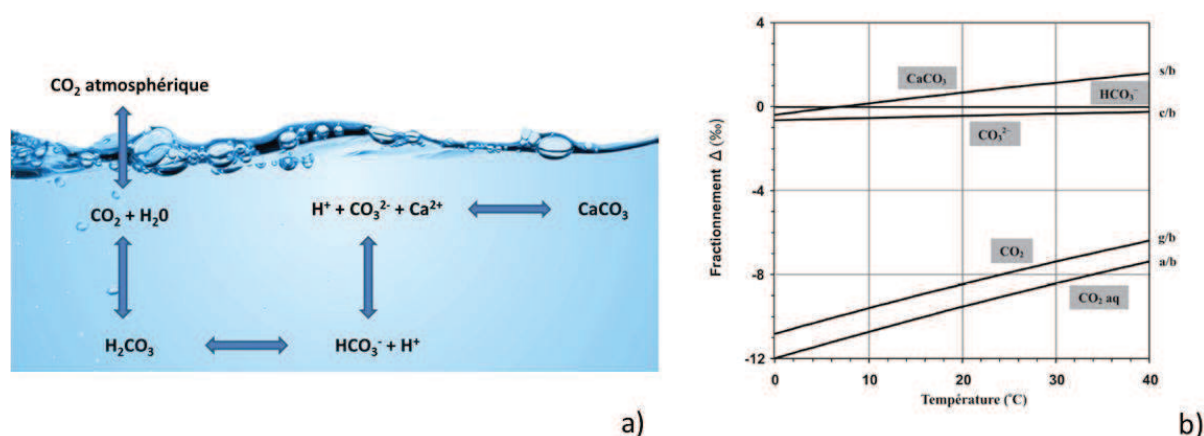 CO₂ atmosphérique
CO₂ + H₂0
H⁺ + CO₃²⁻ + Ca²⁺
CaCO₃
H₂CO₃
HCO₃⁻ + H⁺
a)
4
0
-4
-8
-12
Fractionnement Δ (‰)
CaCO₃
s/b
HCO₃⁻
c/b
CO₃²⁻
g/b
CO₂
a/b
CO₂ aq
0
10
20
30
40
Température (°C)
b)